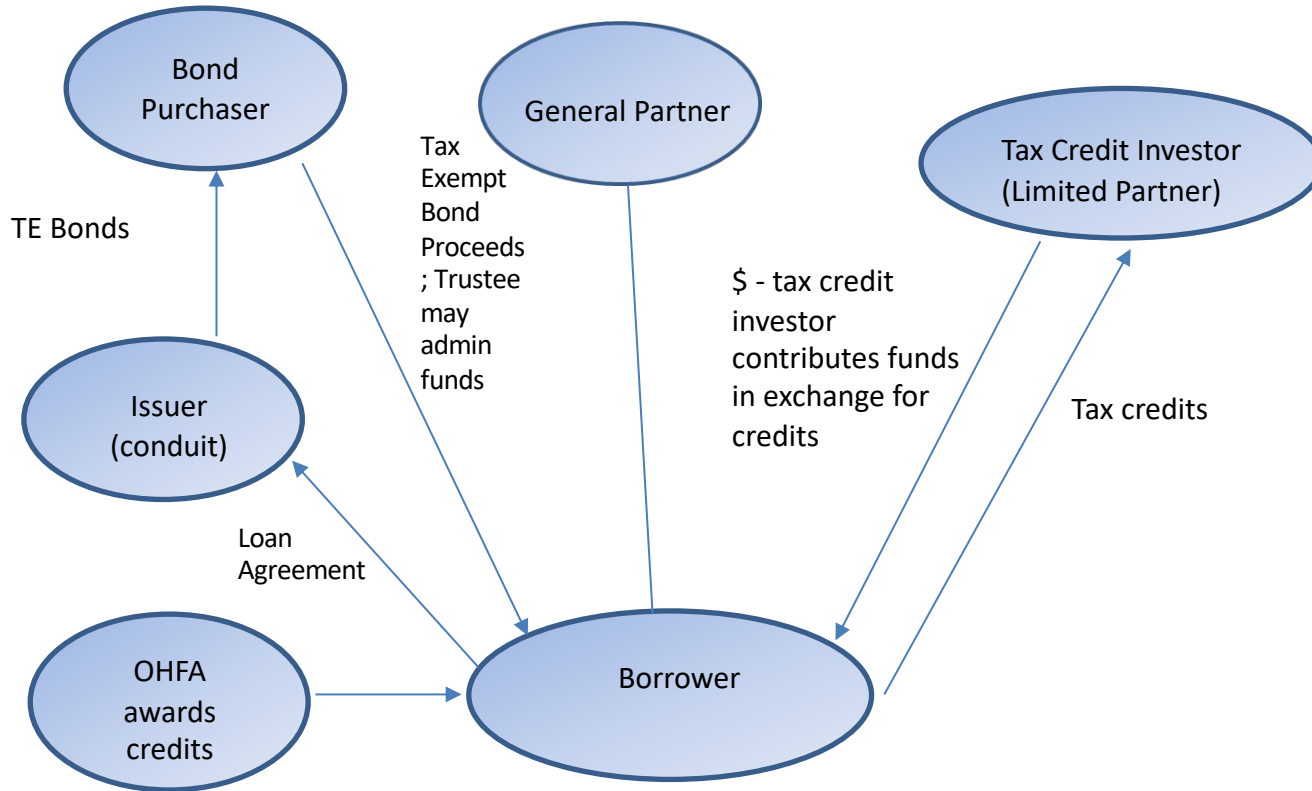 Bond
Purchaser
General Partner
Tax Credit Investor
(Limited Partner)
TE Bonds
Tax
Exempt
Bond
Proceeds
; Trustee
may
admin
funds
$ - tax credit
investor
contributes funds
in exchange for
credits
Tax credits
Issuer
(conduit)
Loan
Agreement
OHFA
awards
credits
Borrower